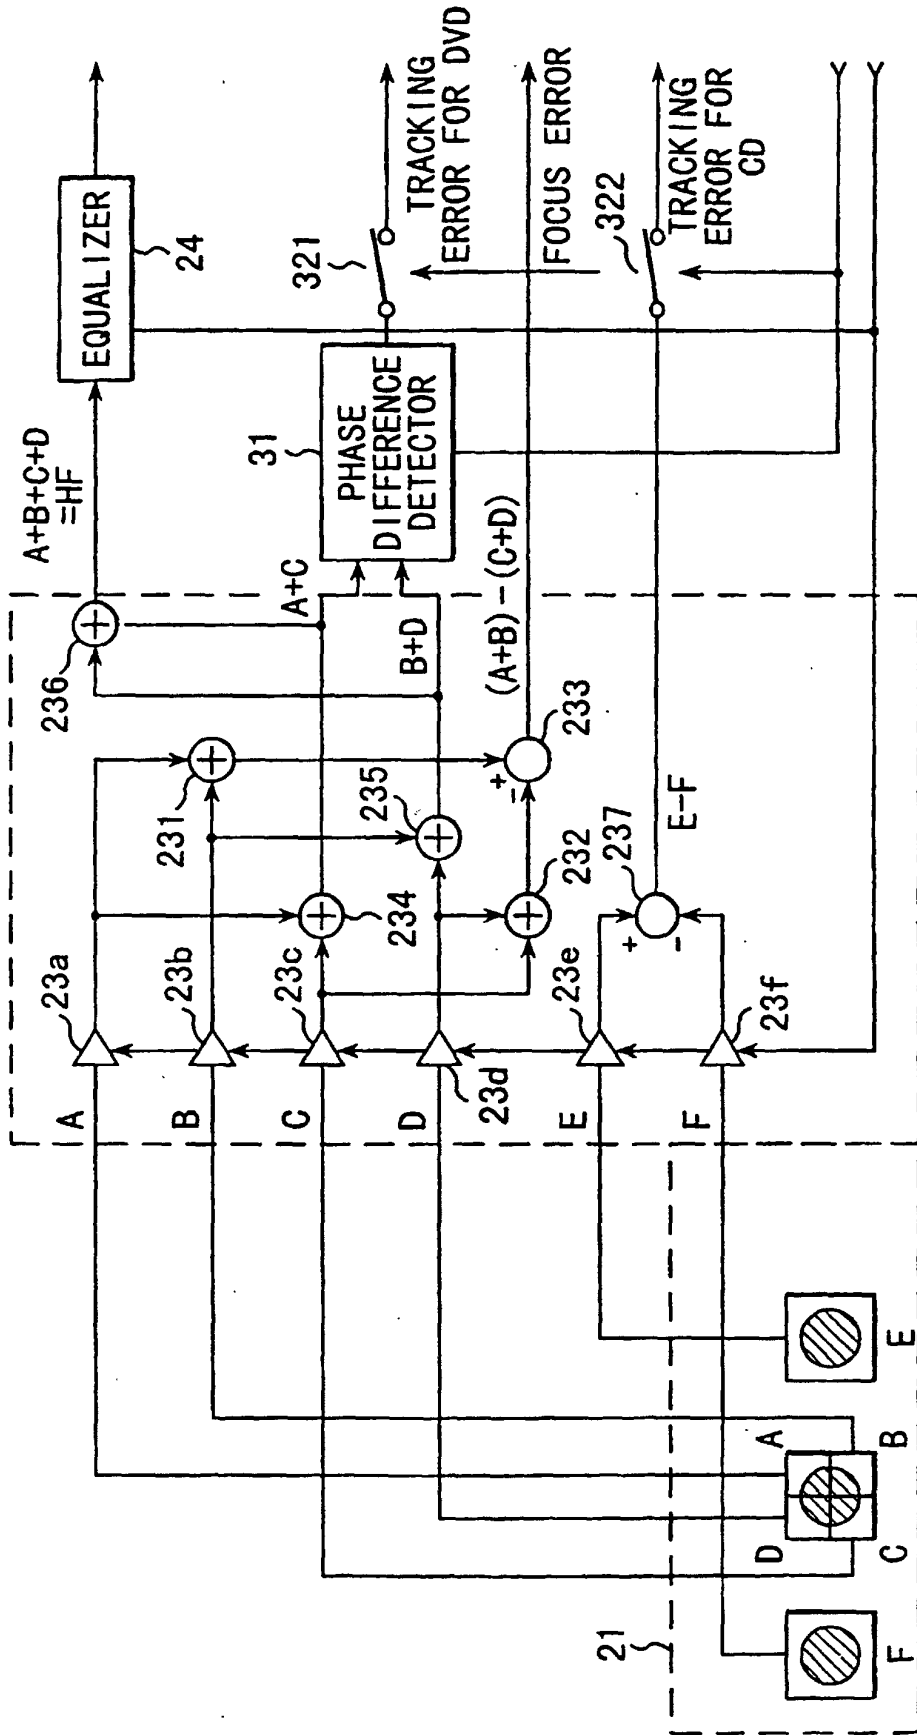 EQUALIZER
24
A+B+C+D
=HF
TRACKING
ERROR FOR DVD
321
31
PHASE
DIFFERENCE
DETECTOR
FOCUS ERROR
322
TRACKING
ERROR FOR
CD
236
A+C
B+D
(A+B)-(C+D)
E-F
231
235
+
-
233
234
232
237
+
-
23a
23b
23c
23d
23e
23f
A
B
C
D
E
F
21
F
D
A
C
B
E